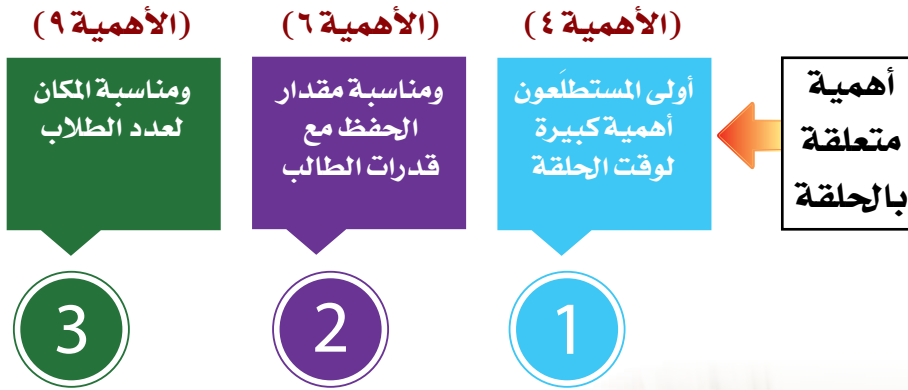 أهمية
متعلقة
بالحلقة
(الأهمية ٤)
أولى المستطلَعون
أهمية كبيرة
لوقت الحلقة
1
(الأهمية ٦)
ومناسبة مقدار
الحفظ مع
قدرات الطالب
2
(الأهمية ٩)
ومناسبة المكان
لعدد الطلاب
3